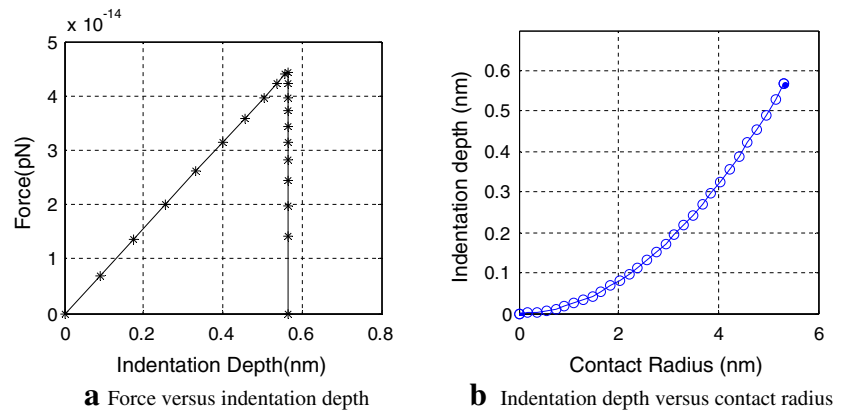 x 10⁻¹⁴
5
4
3
2
1
0
Force(pN)
0 0.2 0.4 0.6 0.8
Indentation Depth(nm)
a Force versus indentation depth
0.6
0.5
0.4
0.3
0.2
0.1
0
Indentation depth (nm)
0 2 4 6
Contact Radius (nm)
b Indentation depth versus contact radius